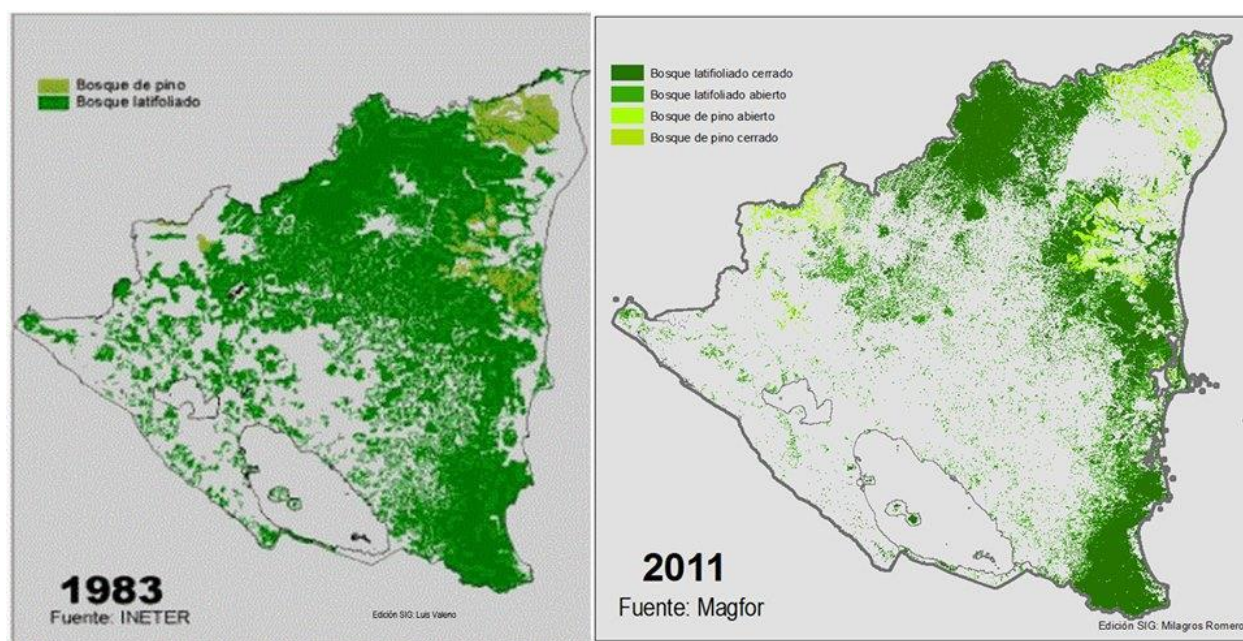 Bosque de pino
Bosque latifoliado
1983
Fuente: INETER
Edición SIG: Luis Valerio
Bosque latifioliado cerrado
Bosque latifoliado abierto
Bosque de pino abierto
Bosque de pino cerrado
2011
Fuente: Magfor
Edición SIG: Milagros Romero